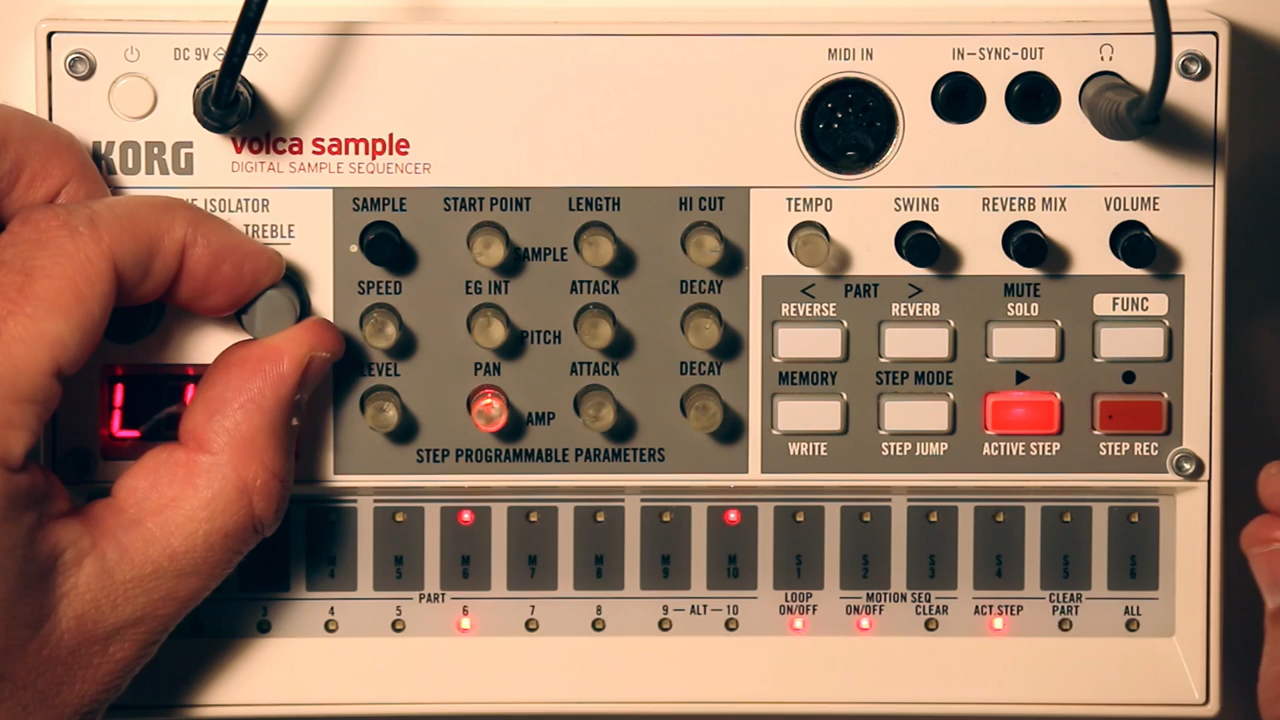 DC 9V
MIDI IN
IN-SYNC-OUT
KORG
volca sample
DIGITAL SAMPLE SEQUENCER
ISOLATOR
TREBLE
SAMPLE START POINT LENGTH HI CUT
SAMPLE
SPEED EG INT ATTACK DECAY
PITCH
LEVEL PAN ATTACK DECAY
AMP
STEP PROGRAMMABLE PARAMETERS
TEMPO SWING REVERB MIX VOLUME
< PART > MUTE
REVERSE REVERB SOLO FUNC
MEMORY STEP MODE
WRITE STEP JUMP ACTIVE STEP STEP REC
M 4 M 5 M 6 M 7 M 8 M 9 M 10 S 1 S 2 S 3 S 4 S 5 S 6
PART LOOP MOTION SEQ CLEAR
3 4 5 6 7 8 9 - ALT - 10 ON/OFF ON/OFF CLEAR ACT.STEP PART ALL